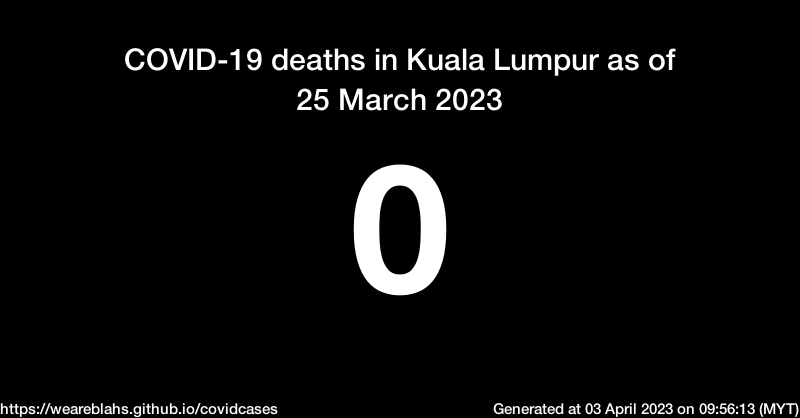 COVID-19 deaths in Kuala Lumpur as of
25 March 2023
0
https://weareblahs.github.io/covidcases
Generated at 03 April 2023 on 09:56:13 (MYT)